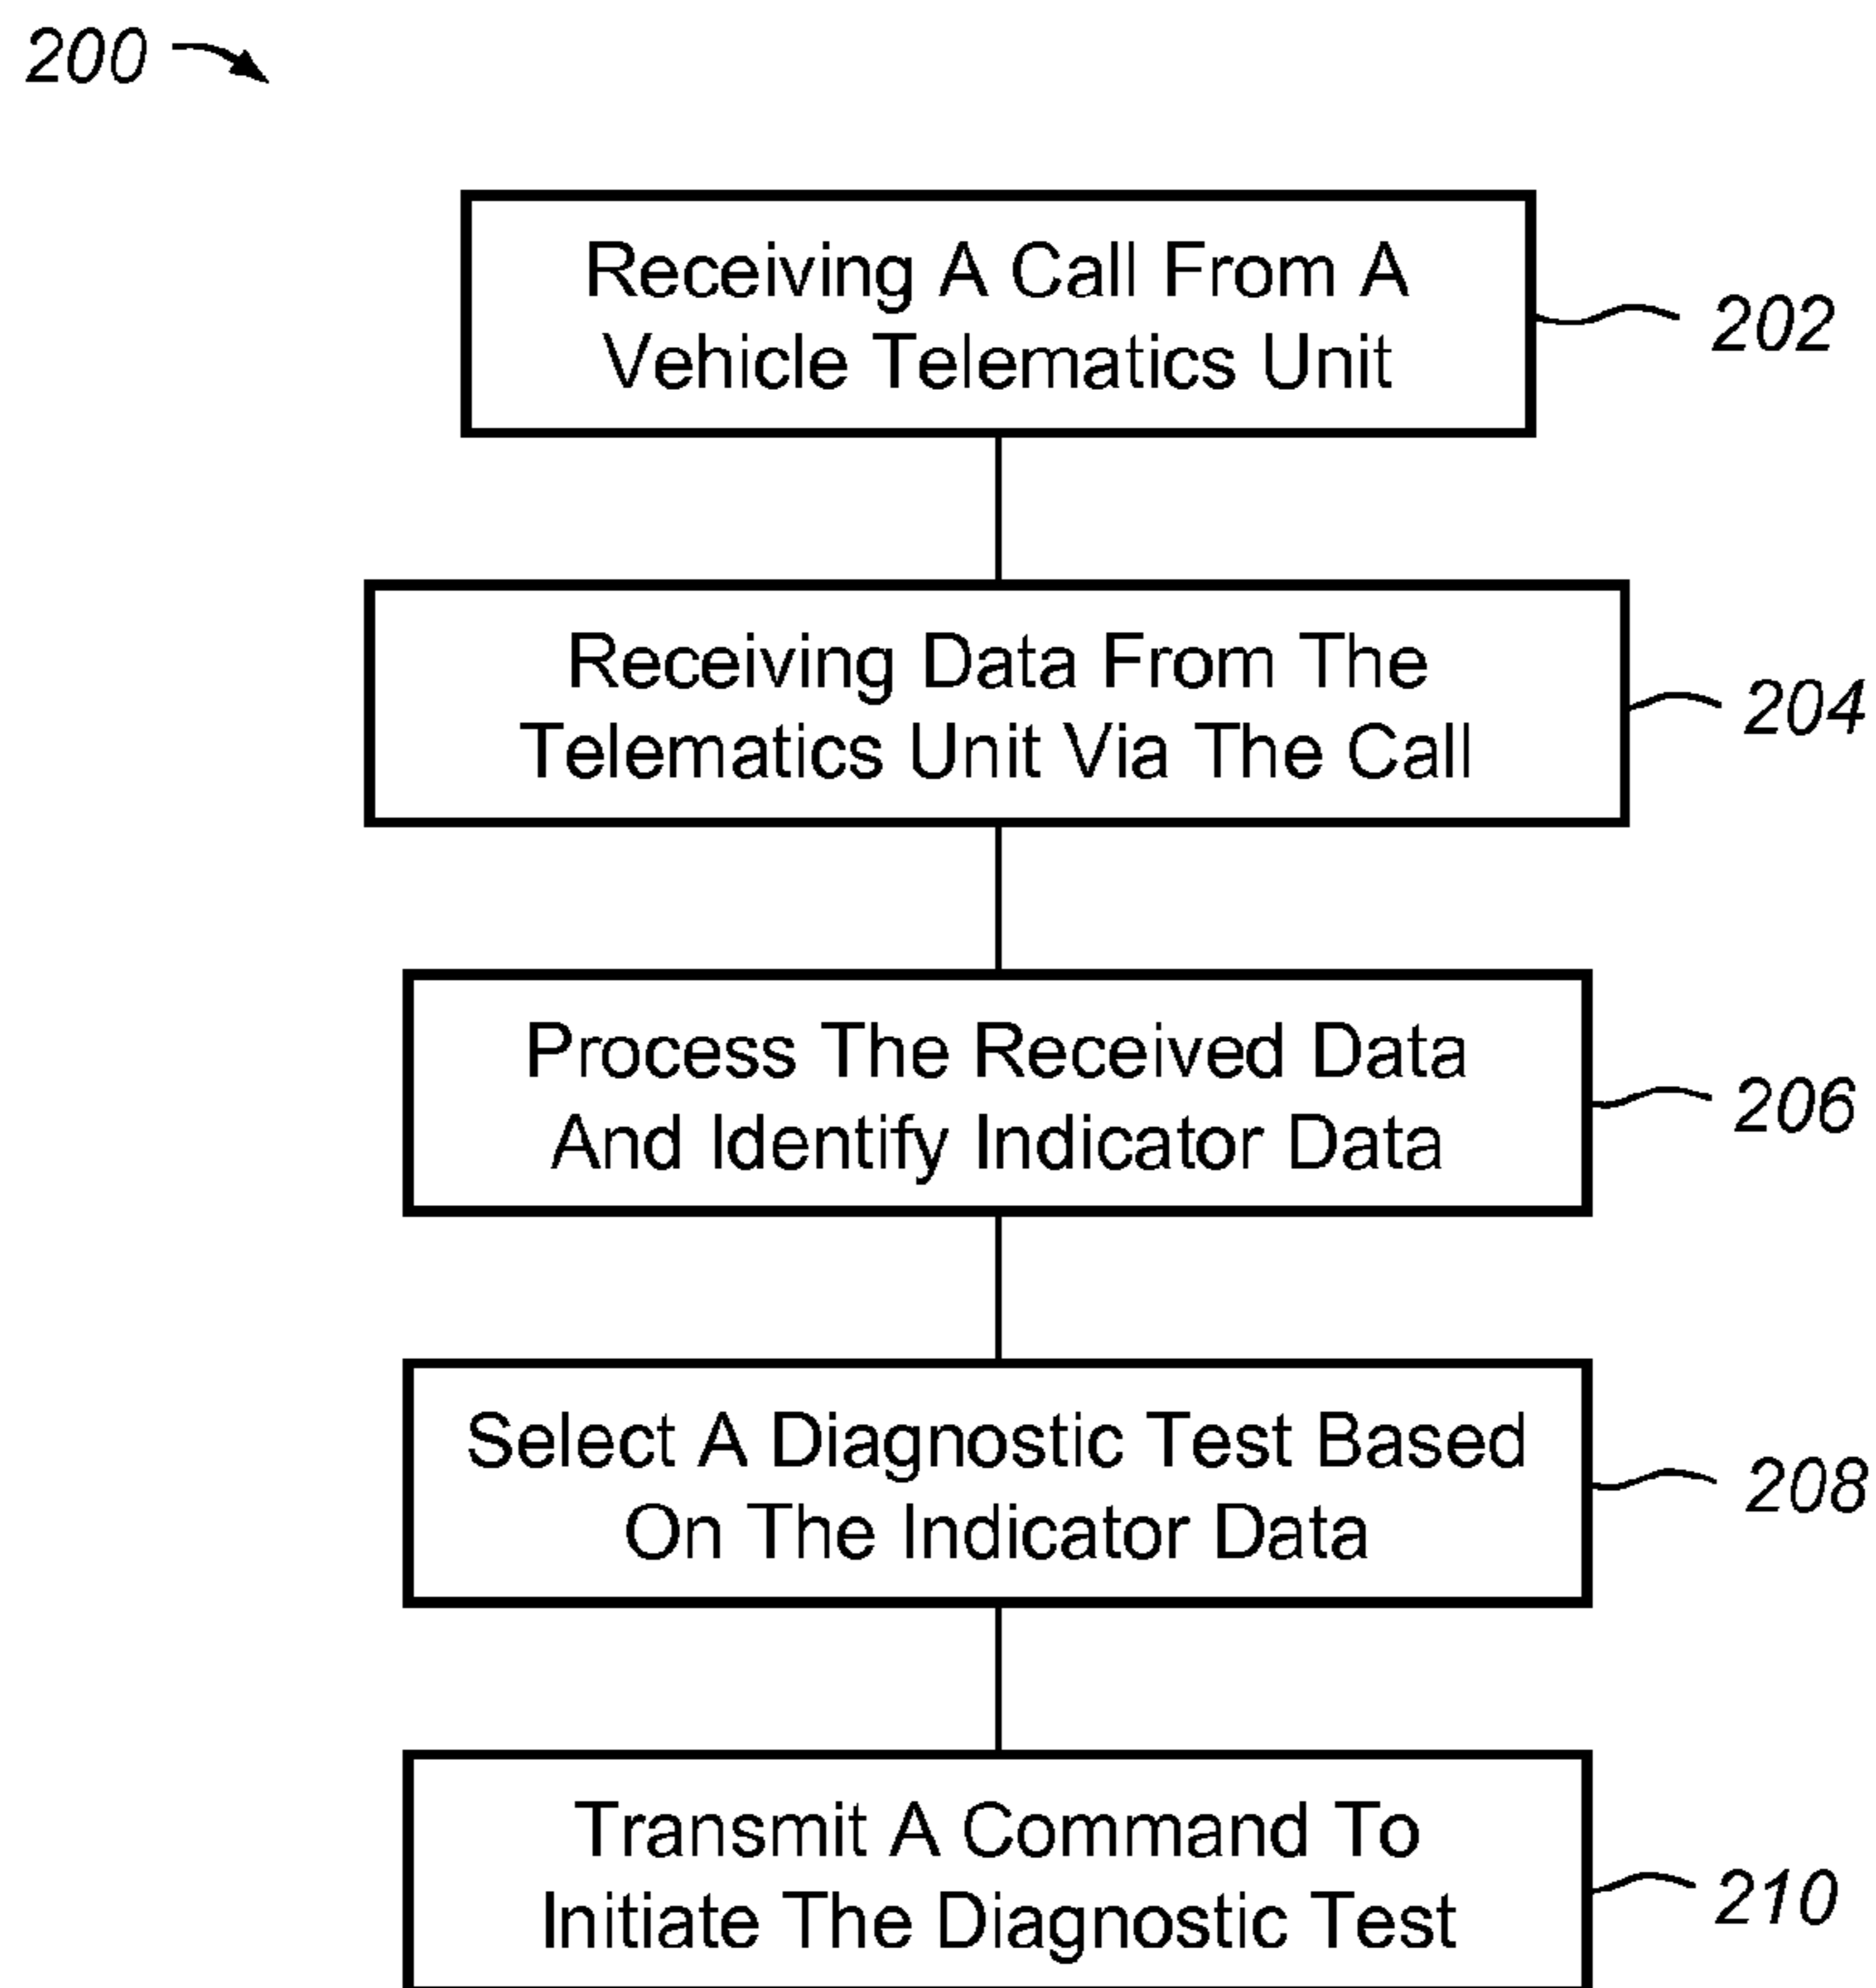 200
Receiving A Call From A
Vehicle Telematics Unit
202
Receiving Data From The
Telematics Unit Via The Call
204
Process The Received Data
And Identify Indicator Data
206
Select A Diagnostic Test Based
On The Indicator Data
208
Transmit A Command To
Initiate The Diagnostic Test
210